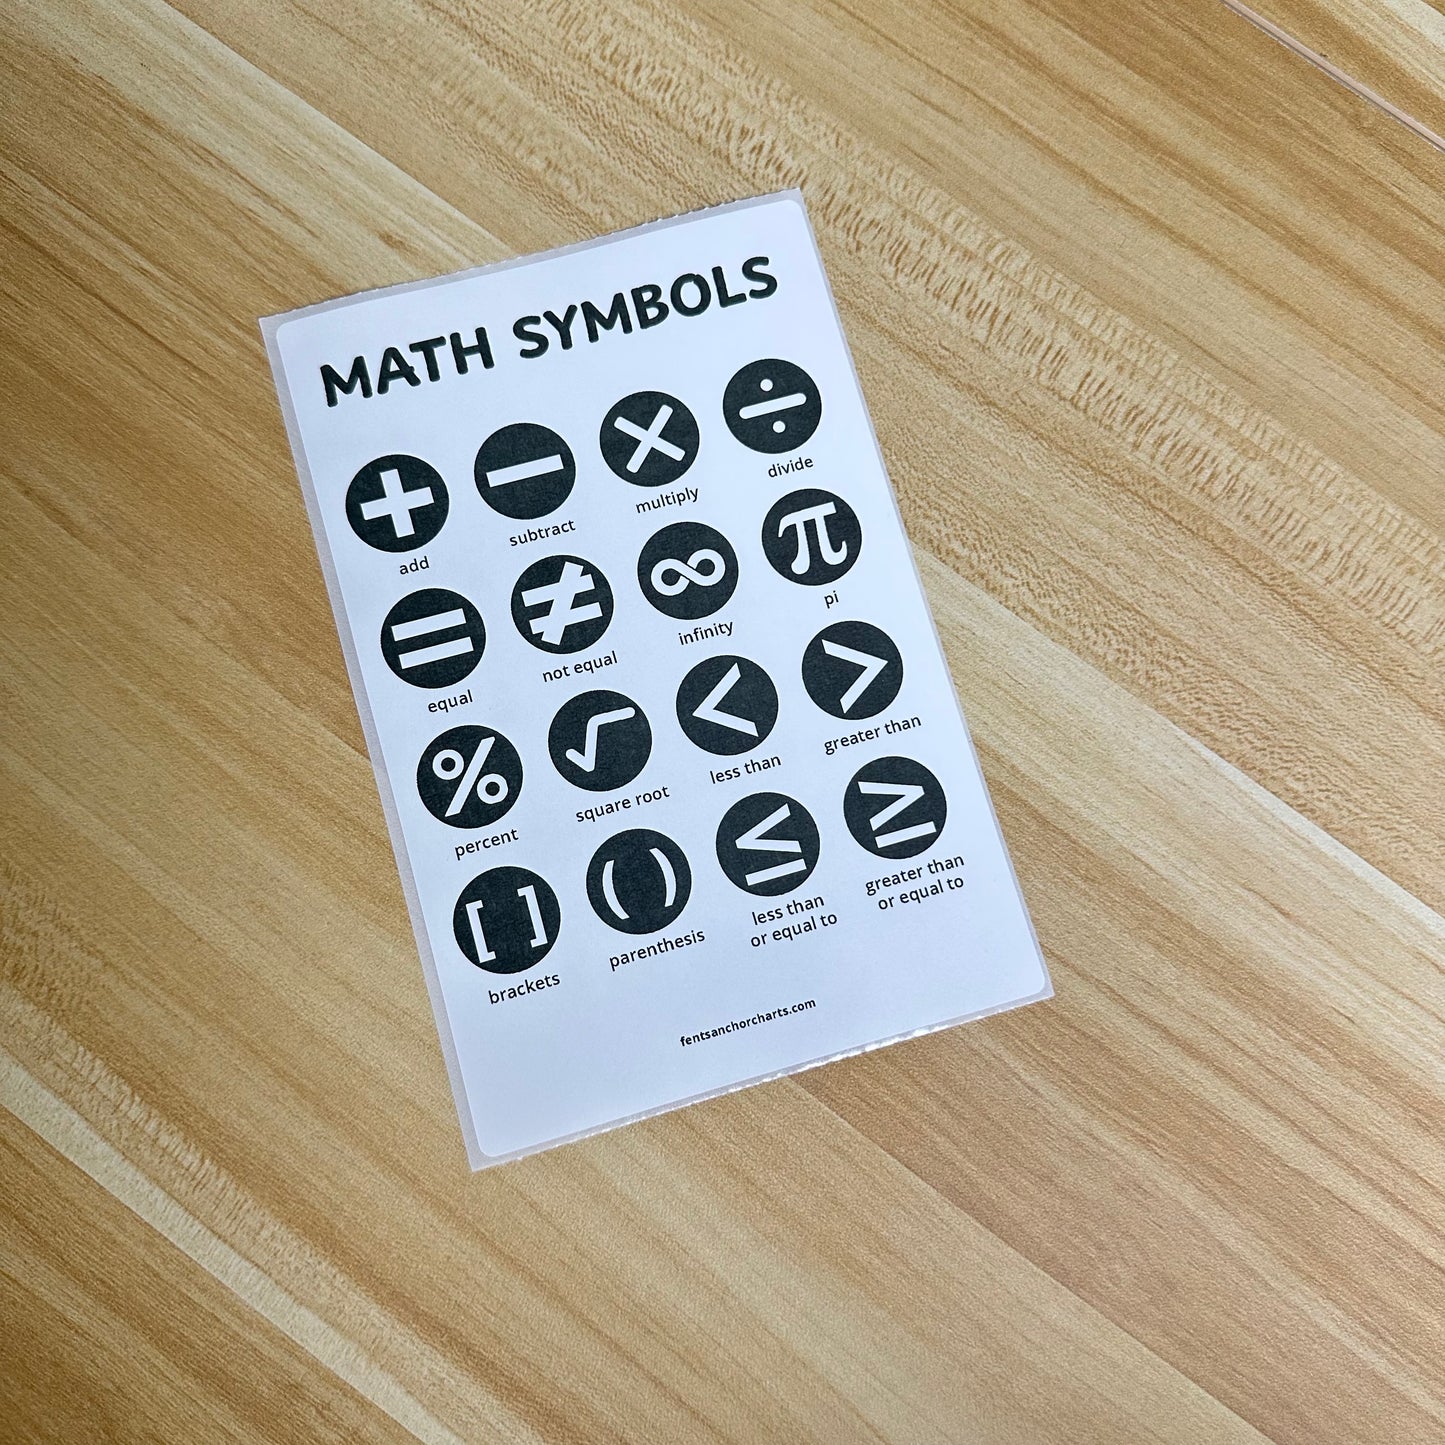 MATH SYMBOLS
+ − × ÷
add subtract multiply divide
= ≠ ∞ π
equal not equal infinity pi
% √ < >
percent square root less than greater than
[ ] ( ) ≤ ≥
brackets parenthesis less than
or equal to greater than
or equal to
fentsanchorcharts.com